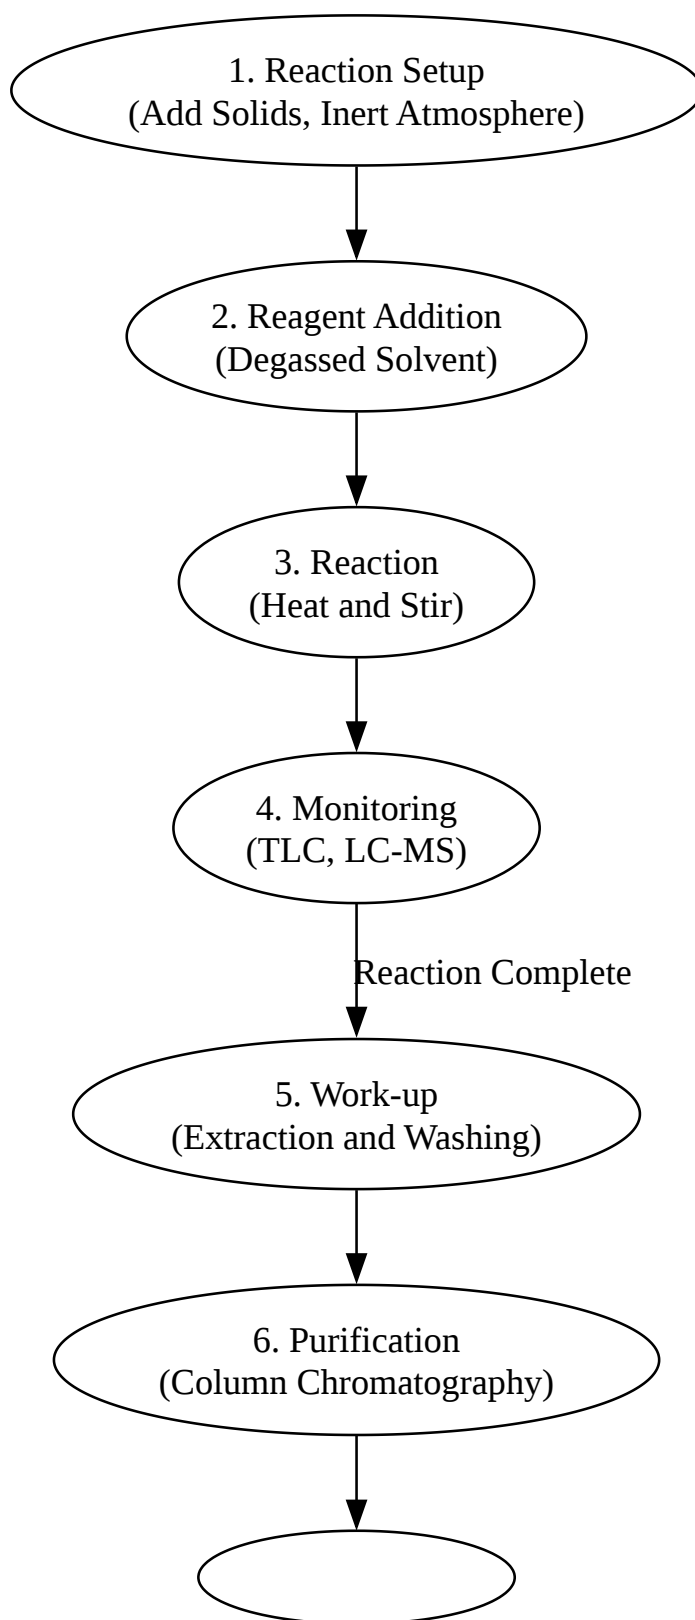 1. Reaction Setup
(Add Solids, Inert Atmosphere)
2. Reagent Addition
(Degassed Solvent)
3. Reaction
(Heat and Stir)
4. Monitoring
(TLC, LC-MS)
Reaction Complete
5. Work-up
(Extraction and Washing)
6. Purification
(Column Chromatography)